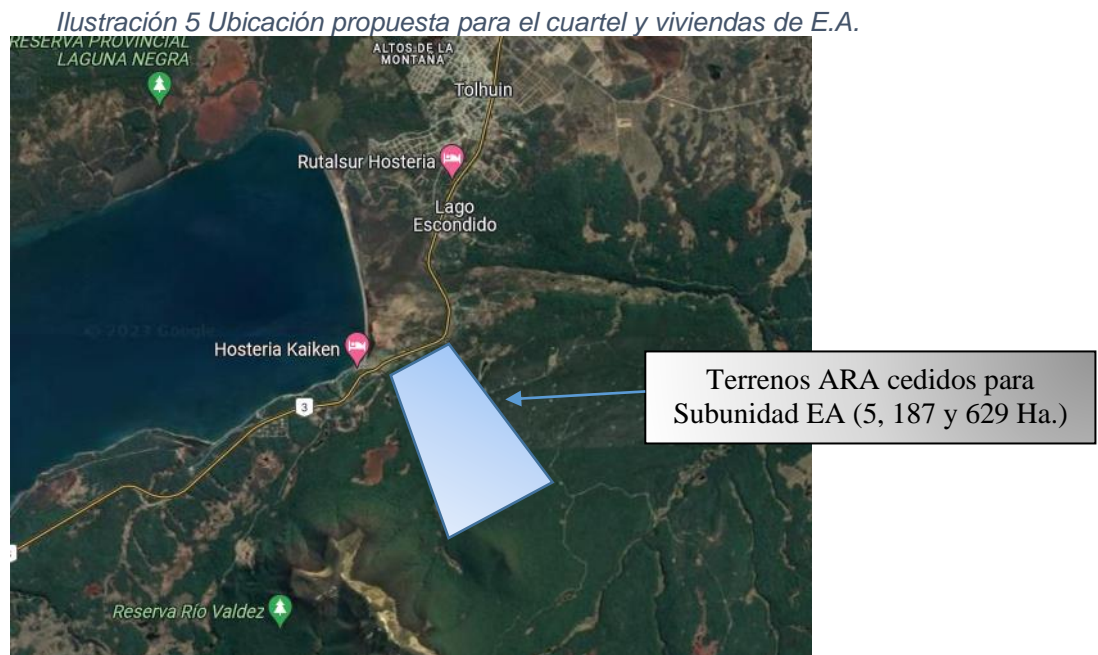 Ilustración 5 Ubicación propuesta para el cuartel y viviendas de E.A.
RESERVA PROVINCIAL
LAGUNA NEGRA
ALTOS DE LA
MONTAÑA
Tolhuin
Rutalsur Hosteria
Lago
Escondido
© 2023 Google
Hosteria Kaiken
3
Terrenos ARA cedidos para
Subunidad EA (5, 187 y 629 Ha.)
Reserva Río Valdez